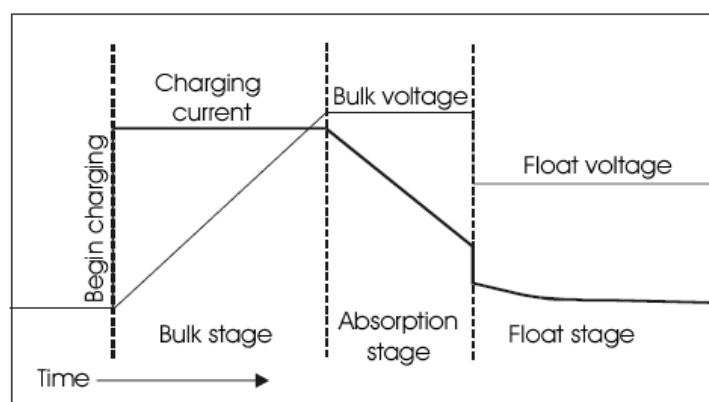 Charging
current
Bulk voltage
Begin charging
Float voltage
Bulk stage
Absorption
stage
Float stage
Time